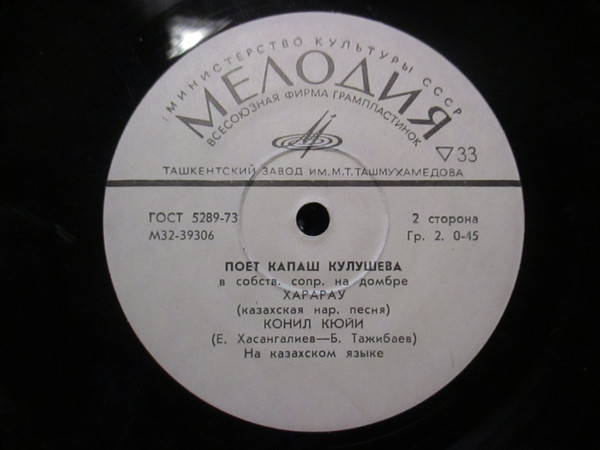 МИНИСТЕРСТВО КУЛЬТУРЫ СССР
МЕЛОДИЯ
ВСЕСОЮЗНАЯ ФИРМА ГРАМПЛАСТИНОК
▽33
ТАШКЕНТСКИЙ ЗАВОД ИМ. М.Т. ТАШМУХАМЕДОВА
ГОСТ 5289-73
2 сторона
М32-39306
Гр. 2. 0-45
ПОЕТ КАПАШ КУЛУШЕВА
в собств. сопр. на домбре
ХАРАРАУ
(казахская нар. песня)
КОНИЛ КЮЙИ
(Е. Хасангалиев—Б. Тажибаев)
На казахском языке